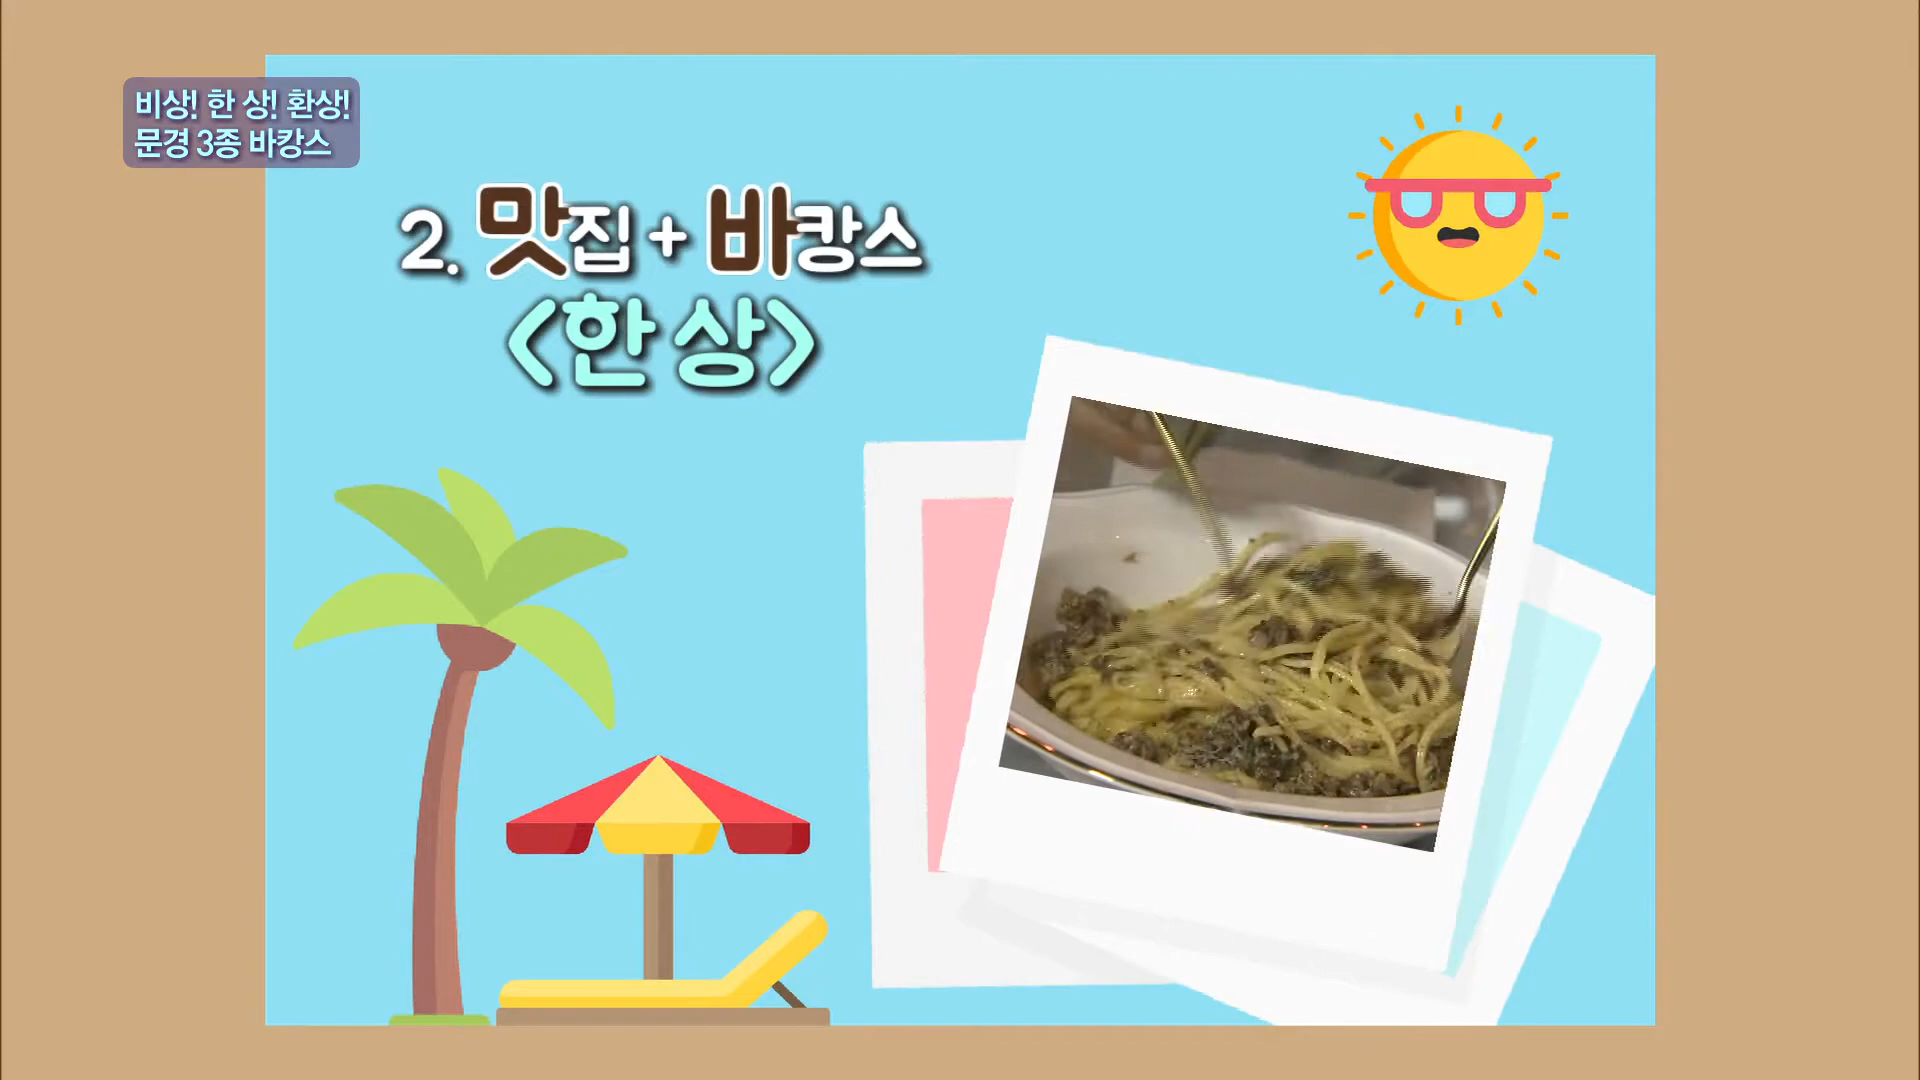 비상! 한 상! 환상!
문경 3종 바캉스
2. 맛집 + 바캉스
<한 상>